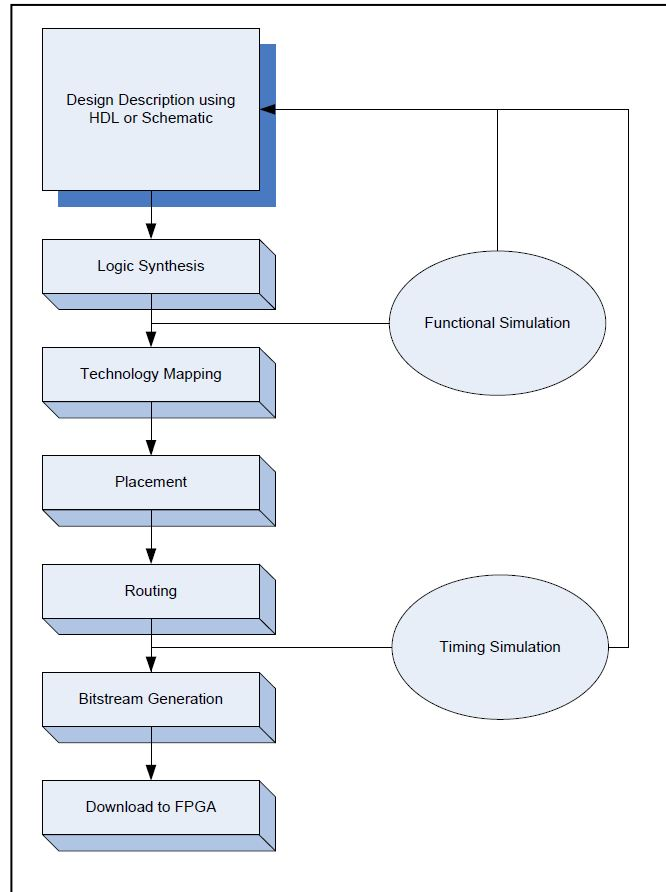 Design Description using
HDL or Schematic
Logic Synthesis
Functional Simulation
Technology Mapping
Placement
Routing
Timing Simulation
Bitstream Generation
Download to FPGA